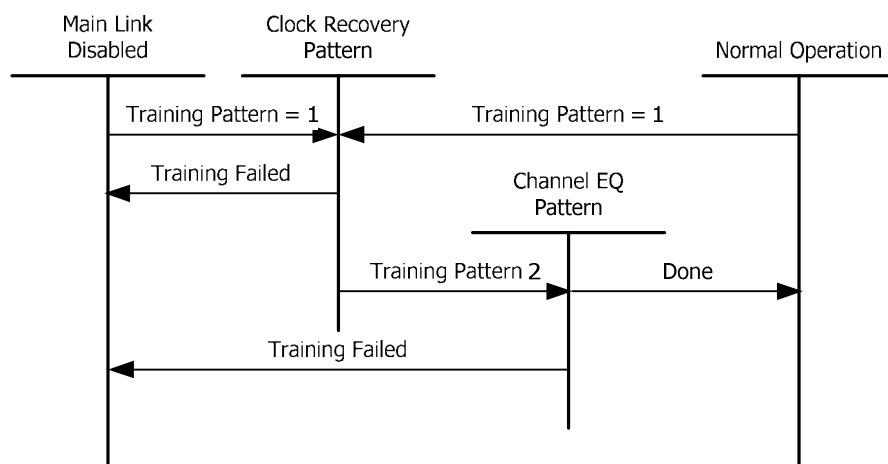 Main Link
Disabled
Clock Recovery
Pattern
Normal Operation
Training Pattern = 1
Training Pattern = 1
Training Failed
Channel EQ
Pattern
Training Pattern 2
Done
Training Failed